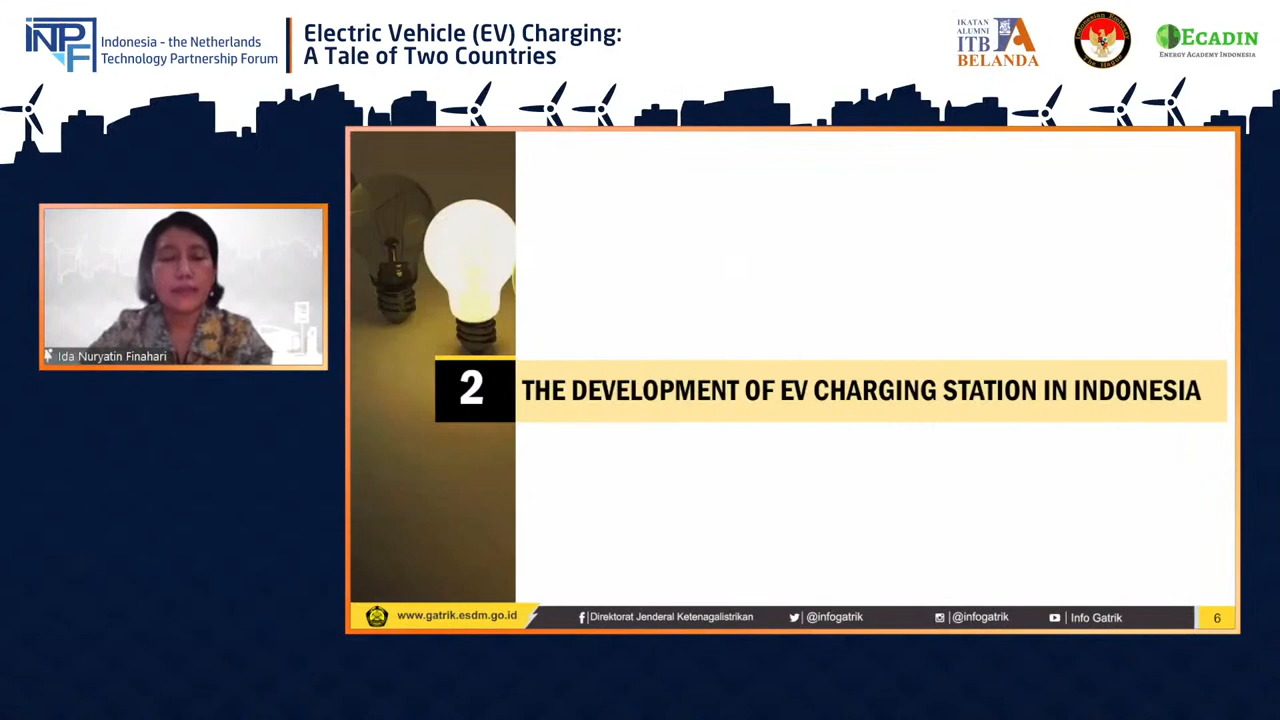 INPF
Indonesia - the Netherlands
Technology Partnership Forum
Electric Vehicle (EV) Charging:
A Tale of Two Countries
IKATAN
ALUMNI
ITB
BELANDA
ECADIN
ENERGY ACADEMY INDONESIA
Ida Nuryatin Finahari
2
THE DEVELOPMENT OF EV CHARGING STATION IN INDONESIA
www.gatrik.esdm.go.id
|Direktorat Jenderal Ketenagalistrikan
|@infogatrik
|@infogatrik
| Info Gatrik
6